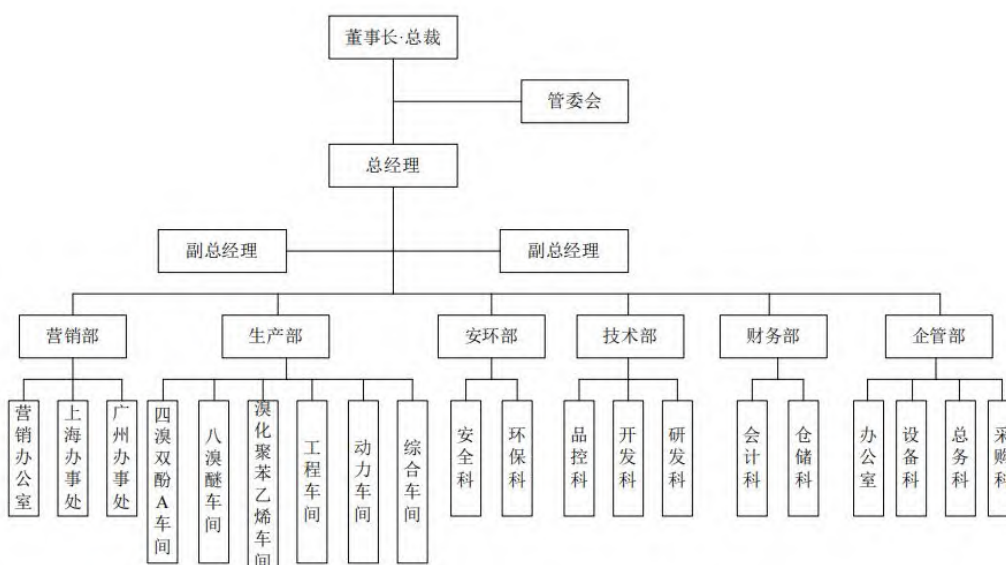 董事长·总裁
管委会
总经理
副总经理
副总经理
营销部
生产部
安环部
技术部
财务部
企管部
营销办公室
上海办事处
广州办事处
四溴双酚A车间
八溴醚车间
溴化聚苯乙烯车间
工程车间
动力车间
综合车间
安全科
环保科
品控科
开发科
研发科
会计科
仓储科
办公室
设备科
总务科
采购科